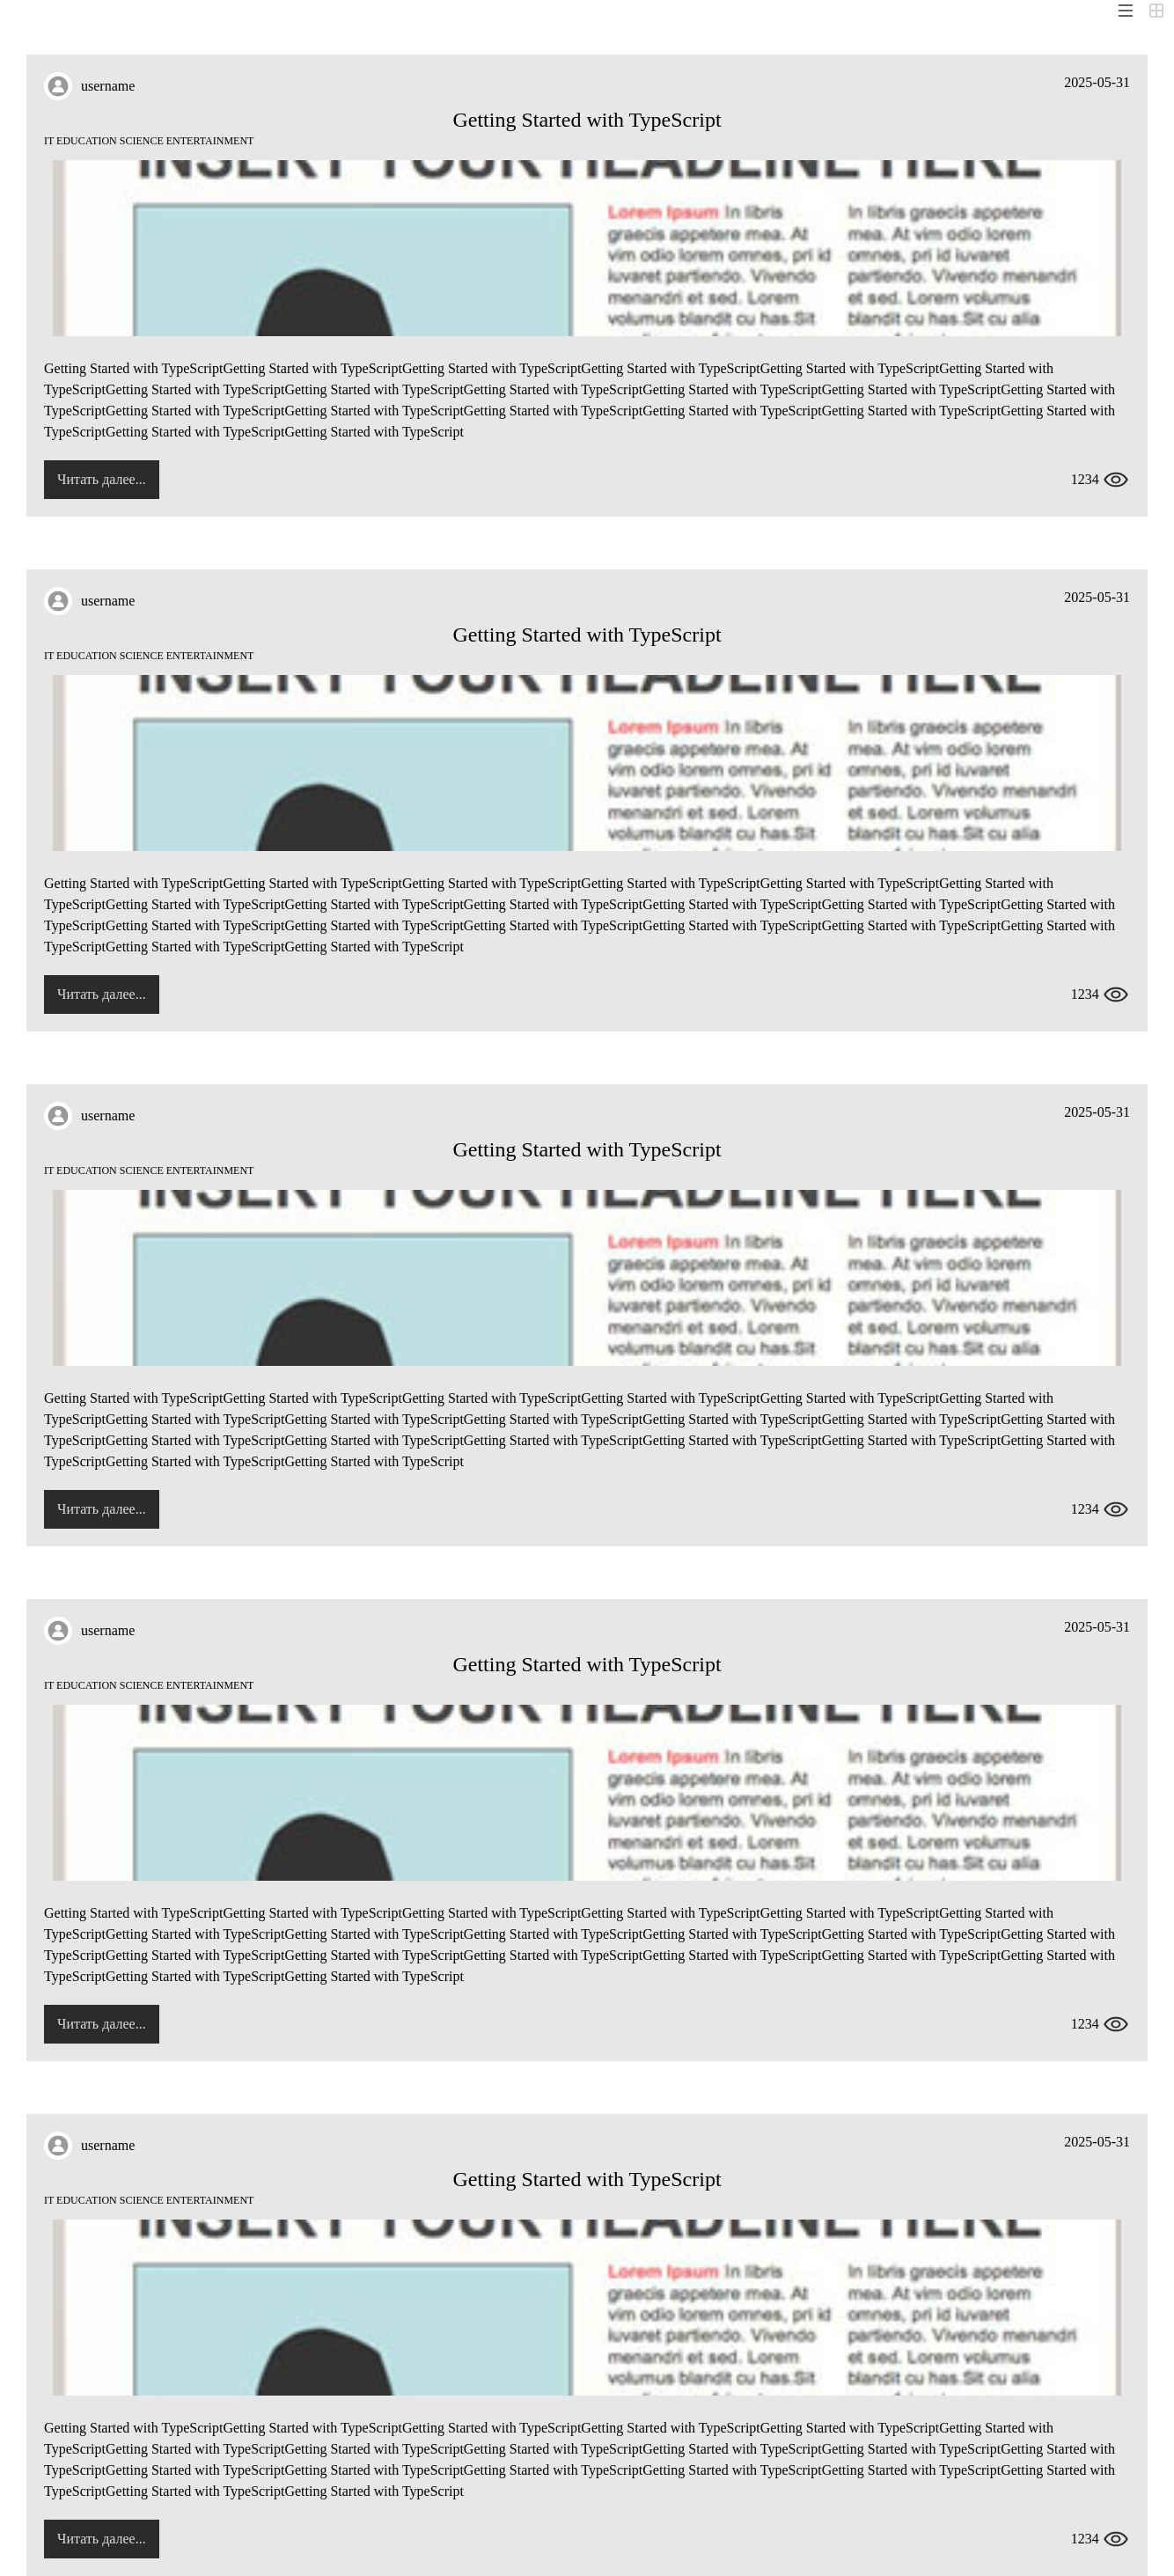 username
2025-05-31
Getting Started with TypeScript
IT EDUCATION SCIENCE ENTERTAINMENT
INSERT YOUR HEADLINE HERE
Lorem Ipsum In libris
graecis appetere mea. At
vim odio lorem omnes, pri id
iuvaret partiendo. Vivendo
menandri et sed. Lorem
volumus blandit cu has.Sit
In libris graecis appetere
mea. At vim odio lorem
omnes, pri id iuvaret
partiendo. Vivendo menandri
et sed. Lorem volumus
blandit cu has.Sit cu alia
Getting Started with TypeScriptGetting Started with TypeScriptGetting Started with TypeScriptGetting Started with TypeScriptGetting Started with TypeScriptGetting Started with
TypeScriptGetting Started with TypeScriptGetting Started with TypeScriptGetting Started with TypeScriptGetting Started with TypeScriptGetting Started with TypeScriptGetting Started with
TypeScriptGetting Started with TypeScriptGetting Started with TypeScriptGetting Started with TypeScriptGetting Started with TypeScriptGetting Started with TypeScriptGetting Started with
TypeScriptGetting Started with TypeScriptGetting Started with TypeScript
Читать далее...
1234
username
2025-05-31
Getting Started with TypeScript
IT EDUCATION SCIENCE ENTERTAINMENT
INSERT YOUR HEADLINE HERE
Lorem Ipsum In libris
graecis appetere mea. At
vim odio lorem omnes, pri id
iuvaret partiendo. Vivendo
menandri et sed. Lorem
volumus blandit cu has.Sit
In libris graecis appetere
mea. At vim odio lorem
omnes, pri id iuvaret
partiendo. Vivendo menandri
et sed. Lorem volumus
blandit cu has.Sit cu alia
Getting Started with TypeScriptGetting Started with TypeScriptGetting Started with TypeScriptGetting Started with TypeScriptGetting Started with TypeScriptGetting Started with
TypeScriptGetting Started with TypeScriptGetting Started with TypeScriptGetting Started with TypeScriptGetting Started with TypeScriptGetting Started with TypeScriptGetting Started with
TypeScriptGetting Started with TypeScriptGetting Started with TypeScriptGetting Started with TypeScriptGetting Started with TypeScriptGetting Started with TypeScriptGetting Started with
TypeScriptGetting Started with TypeScriptGetting Started with TypeScript
Читать далее...
1234
username
2025-05-31
Getting Started with TypeScript
IT EDUCATION SCIENCE ENTERTAINMENT
INSERT YOUR HEADLINE HERE
Lorem Ipsum In libris
graecis appetere mea. At
vim odio lorem omnes, pri id
iuvaret partiendo. Vivendo
menandri et sed. Lorem
volumus blandit cu has.Sit
In libris graecis appetere
mea. At vim odio lorem
omnes, pri id iuvaret
partiendo. Vivendo menandri
et sed. Lorem volumus
blandit cu has.Sit cu alia
Getting Started with TypeScriptGetting Started with TypeScriptGetting Started with TypeScriptGetting Started with TypeScriptGetting Started with TypeScriptGetting Started with
TypeScriptGetting Started with TypeScriptGetting Started with TypeScriptGetting Started with TypeScriptGetting Started with TypeScriptGetting Started with TypeScriptGetting Started with
TypeScriptGetting Started with TypeScriptGetting Started with TypeScriptGetting Started with TypeScriptGetting Started with TypeScriptGetting Started with TypeScriptGetting Started with
TypeScriptGetting Started with TypeScriptGetting Started with TypeScript
Читать далее...
1234
username
2025-05-31
Getting Started with TypeScript
IT EDUCATION SCIENCE ENTERTAINMENT
INSERT YOUR HEADLINE HERE
Lorem Ipsum In libris
graecis appetere mea. At
vim odio lorem omnes, pri id
iuvaret partiendo. Vivendo
menandri et sed. Lorem
volumus blandit cu has.Sit
In libris graecis appetere
mea. At vim odio lorem
omnes, pri id iuvaret
partiendo. Vivendo menandri
et sed. Lorem volumus
blandit cu has.Sit cu alia
Getting Started with TypeScriptGetting Started with TypeScriptGetting Started with TypeScriptGetting Started with TypeScriptGetting Started with TypeScriptGetting Started with
TypeScriptGetting Started with TypeScriptGetting Started with TypeScriptGetting Started with TypeScriptGetting Started with TypeScriptGetting Started with TypeScriptGetting Started with
TypeScriptGetting Started with TypeScriptGetting Started with TypeScriptGetting Started with TypeScriptGetting Started with TypeScriptGetting Started with TypeScriptGetting Started with
TypeScriptGetting Started with TypeScriptGetting Started with TypeScript
Читать далее...
1234
username
2025-05-31
Getting Started with TypeScript
IT EDUCATION SCIENCE ENTERTAINMENT
INSERT YOUR HEADLINE HERE
Lorem Ipsum In libris
graecis appetere mea. At
vim odio lorem omnes, pri id
iuvaret partiendo. Vivendo
menandri et sed. Lorem
volumus blandit cu has.Sit
In libris graecis appetere
mea. At vim odio lorem
omnes, pri id iuvaret
partiendo. Vivendo menandri
et sed. Lorem volumus
blandit cu has.Sit cu alia
Getting Started with TypeScriptGetting Started with TypeScriptGetting Started with TypeScriptGetting Started with TypeScriptGetting Started with TypeScriptGetting Started with
TypeScriptGetting Started with TypeScriptGetting Started with TypeScriptGetting Started with TypeScriptGetting Started with TypeScriptGetting Started with TypeScriptGetting Started with
TypeScriptGetting Started with TypeScriptGetting Started with TypeScriptGetting Started with TypeScriptGetting Started with TypeScriptGetting Started with TypeScriptGetting Started with
TypeScriptGetting Started with TypeScriptGetting Started with TypeScript
Читать далее...
1234